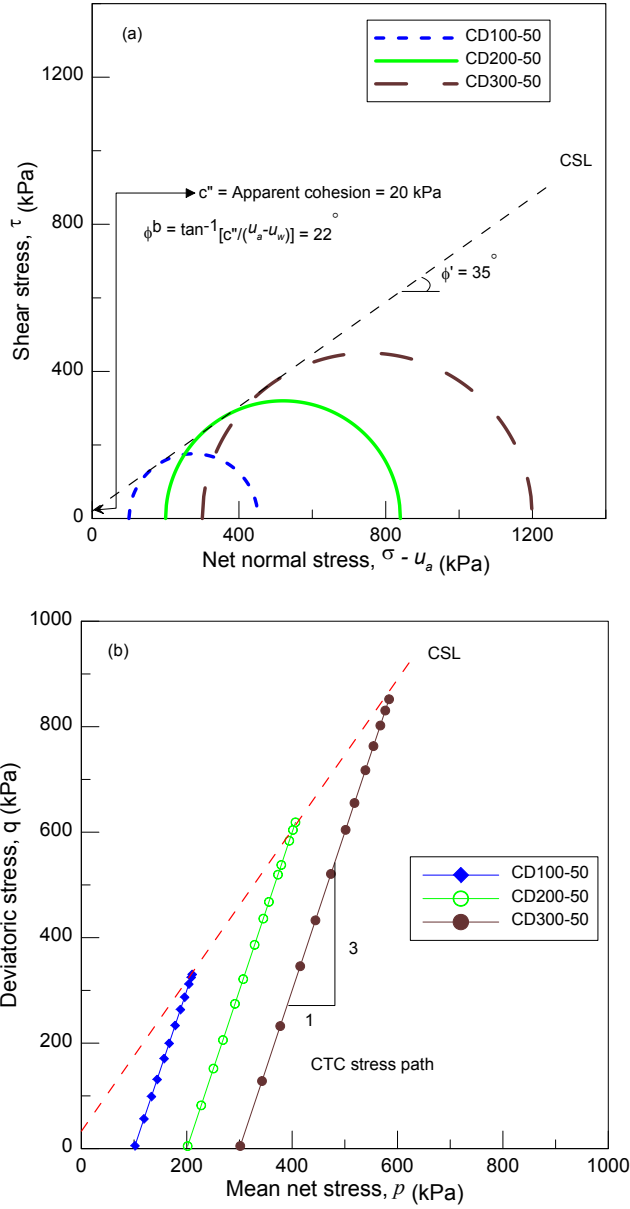 (a)
CD100-50
CD200-50
CD300-50
1400
CSL
c" = Apparent cohesion = 20 kPa
ϕb = tan-1[c"/(ua-uw)] = 22°
800
ϕ' = 35°
400
0
0 400 800 1200
Shear stress, τ (kPa)
Net normal stress, σ - ua (kPa)
1000
(b)
CSL
800
600
CD100-50
CD200-50
CD300-50
400
3
1
200
CTC stress path
0
0 200 400 600 800 1000
Deviatoric stress, q (kPa)
Mean net stress, p (kPa)